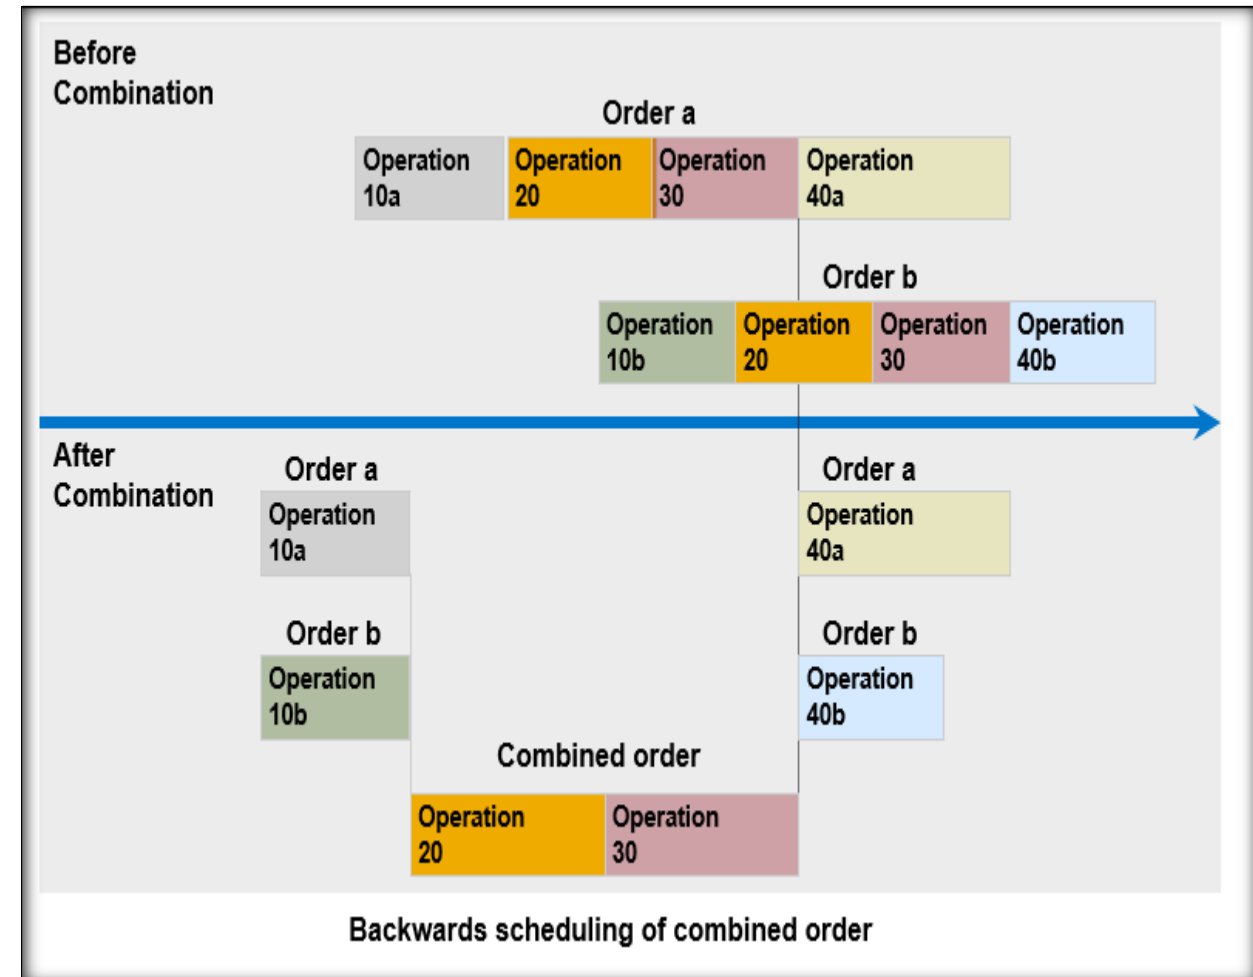 Before
Combination
Order a
Operation
10a
Operation
20
Operation
30
Operation
40a
Order b
Operation
10b
Operation
20
Operation
30
Operation
40b
After
Combination
Order a
Operation
10a
Order a
Operation
40a
Order b
Operation
10b
Order b
Operation
40b
Combined order
Operation
20
Operation
30
Backwards scheduling of combined order